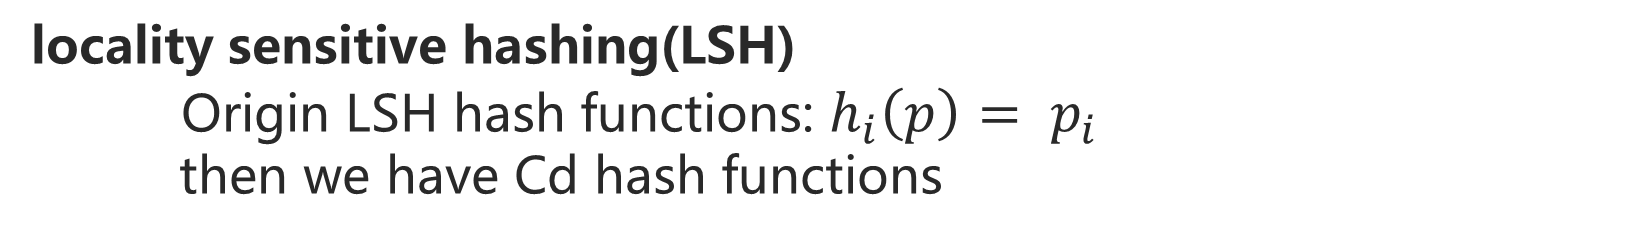 locality sensitive hashing(LSH)
Origin LSH hash functions: hᵢ(p) = pᵢ
then we have Cd hash functions